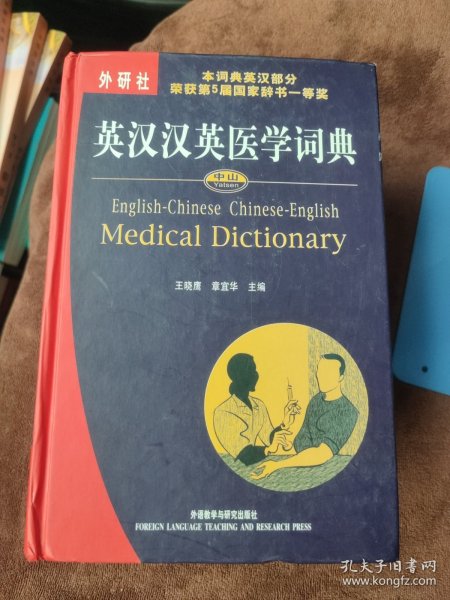 外研社
本词典英汉部分
荣获第5届国家辞书一等奖
英汉汉英医学词典
中山
Yatsen
English-Chinese Chinese-English
Medical Dictionary
王晓鹰 章宜华 主编
外语教学与研究出版社
FOREIGN LANGUAGE TEACHING AND RESEARCH PRESS
孔夫子旧书网
www.kongfz.com